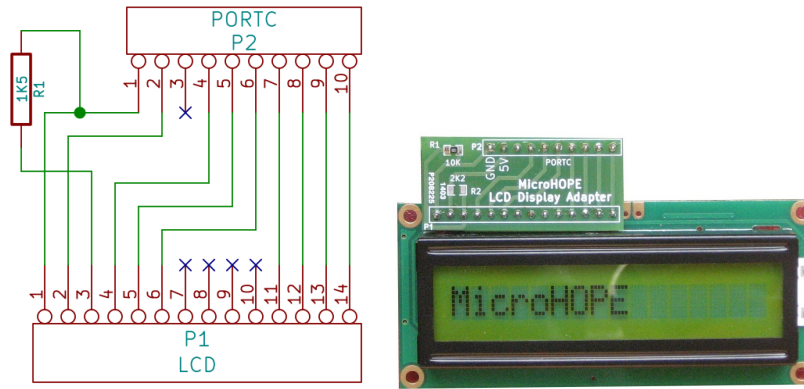 PORTC
P2
1 2 3 4 5 6 7 8 9 10
1K5
R1
1 2 3 4 5 6 7 8 9 10 11 12 13 14
P1
LCD
R1
10K
P2
GND
5V
PORTC
2K2
R2
P208225
1403
MicroHOPE
LCD Display Adapter
P1
MicroHOPE